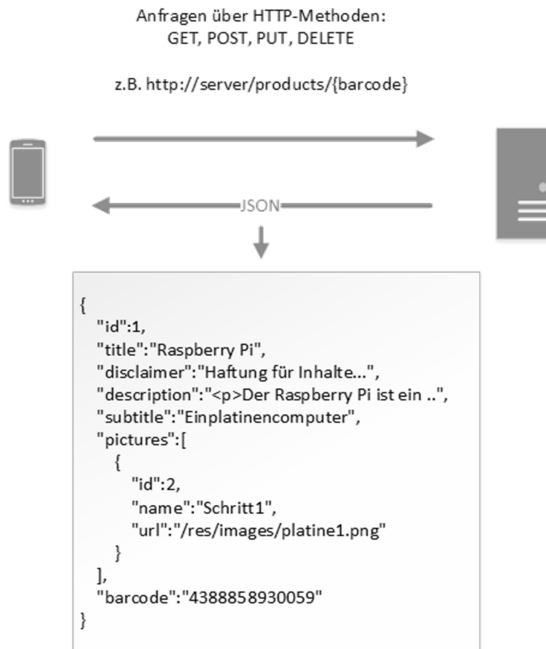 Anfragen über HTTP-Methoden:
GET, POST, PUT, DELETE
z.B. http://server/products/{barcode}
JSON
{
"id":1,
"title":"Raspberry Pi",
"disclaimer":"Haftung für Inhalte...",
"description":"<p>Der Raspberry Pi ist ein ..",
"subtitle":"Einplatinencomputer",
"pictures":[
{
"id":2,
"name":"Schritt1",
"url":"/res/images/platine1.png"
}
],
"barcode":"4388858930059"
}